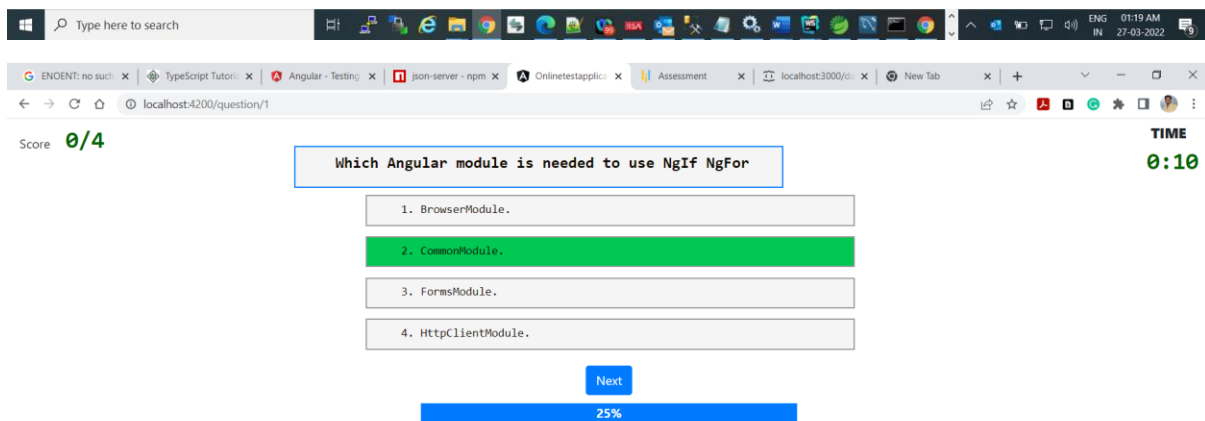 Type here to search
ENG 01:19 AM
IN 27-03-2022
9
ENOENT: no such
TypeScript Tutoria
Angular - Testing
json-server - npm
Onlinetestapplica
Assessment
localhost:3000/d
New Tab
localhost:4200/question/1
Score 0/4
TIME
0:10
Which Angular module is needed to use NgIf NgFor
1. BrowserModule.
2. CommonModule.
3. FormsModule.
4. HttpClientModule.
Next
25%